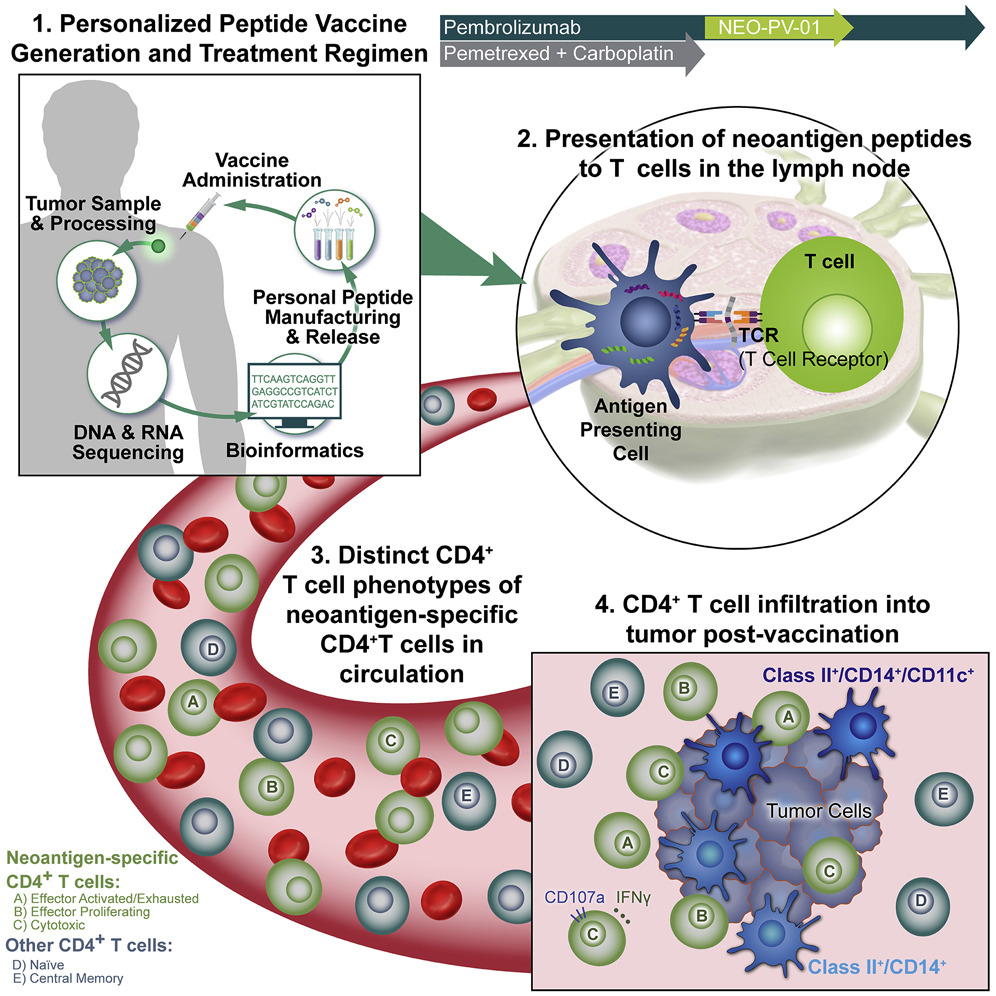 1. Personalized Peptide Vaccine
Generation and Treatment Regimen
Pembrolizumab
NEO-PV-01
Pemetrexed + Carboplatin
Vaccine
Administration
Tumor Sample
& Processing
Personal Peptide
Manufacturing
& Release
TTCAAGTCAGGTT
GAGGCCGTCATCT
ATCGTATCCAGAC
DNA & RNA
Sequencing
Bioinformatics
2. Presentation of neoantigen peptides
to T cells in the lymph node
T cell
TCR
(T Cell Receptor)
Antigen
Presenting
Cell
3. Distinct CD4⁺
T cell phenotypes of
neoantigen-specific
CD4⁺T cells in
circulation
D
A
C
B
E
Neoantigen-specific
CD4⁺ T cells:
A) Effector Activated/Exhausted
B) Effector Proliferating
C) Cytotoxic
Other CD4⁺ T cells:
D) Naïve
E) Central Memory
4. CD4⁺ T cell infiltration into
tumor post-vaccination
Class II⁺/CD14⁺/CD11c⁺
E
B
A
D
C
E
Tumor Cells
A
C
CD107a
IFNγ
B
D
C
Class II⁺/CD14⁺